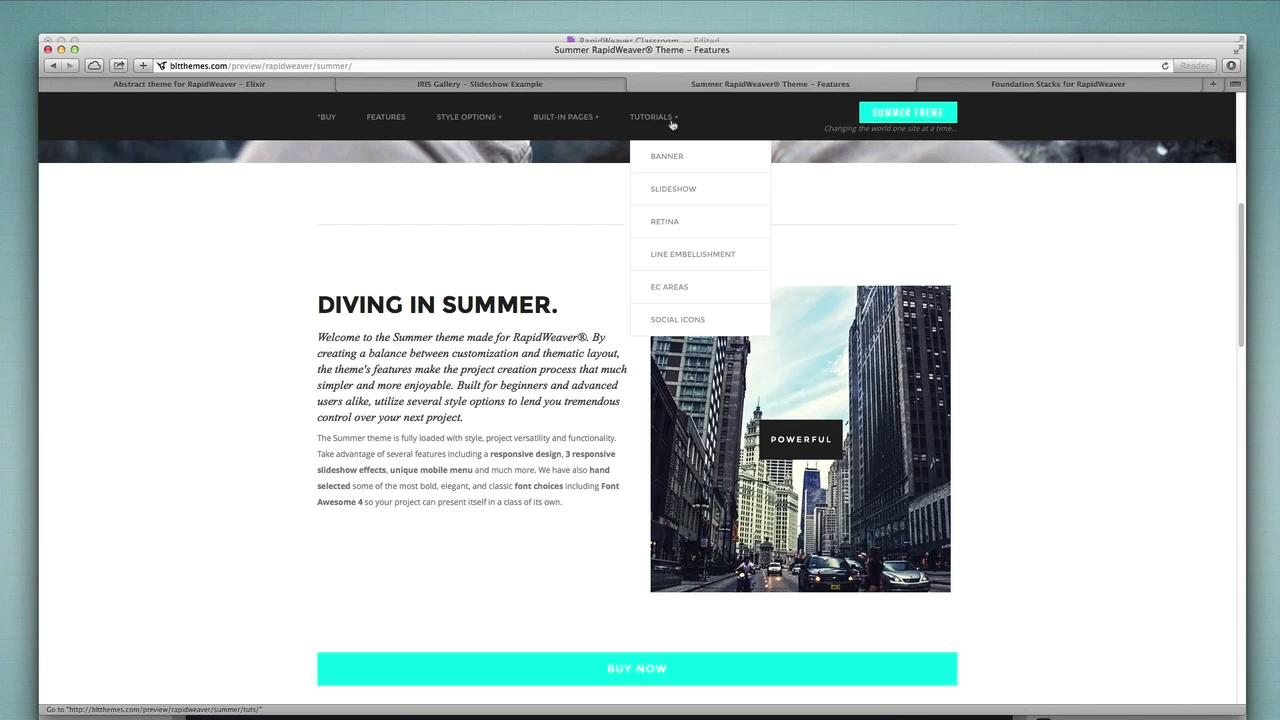 RapidWeaver Classroom — Edited
Summer RapidWeaver® Theme – Features
bltthemes.com/preview/rapidweaver/summer/
Reader
Abstract theme for RapidWeaver – Elixir
IRIS Gallery – Slideshow Example
Summer RapidWeaver® Theme – Features
Foundation Stacks for RapidWeaver
*BUY
FEATURES
STYLE OPTIONS +
BUILT-IN PAGES +
TUTORIALS +
SUMMER THEME
Changing the world one site at a time...
BANNER
SLIDESHOW
RETINA
LINE EMBELLISHMENT
EC AREAS
SOCIAL ICONS
DIVING IN SUMMER.
Welcome to the Summer theme made for RapidWeaver®. By
creating a balance between customization and thematic layout,
the theme's features make the project creation process that much
simpler and more enjoyable. Built for beginners and advanced
users alike, utilize several style options to lend you tremendous
control over your next project.
The Summer theme is fully loaded with style, project versatility and functionality.
Take advantage of several features including a responsive design, 3 responsive
slideshow effects, unique mobile menu and much more. We have also hand
selected some of the most bold, elegant, and classic font choices including Font
Awesome 4 so your project can present itself in a class of its own.
POWERFUL
BUY NOW
Go to "http://bltthemes.com/preview/rapidweaver/summer/tuts/"